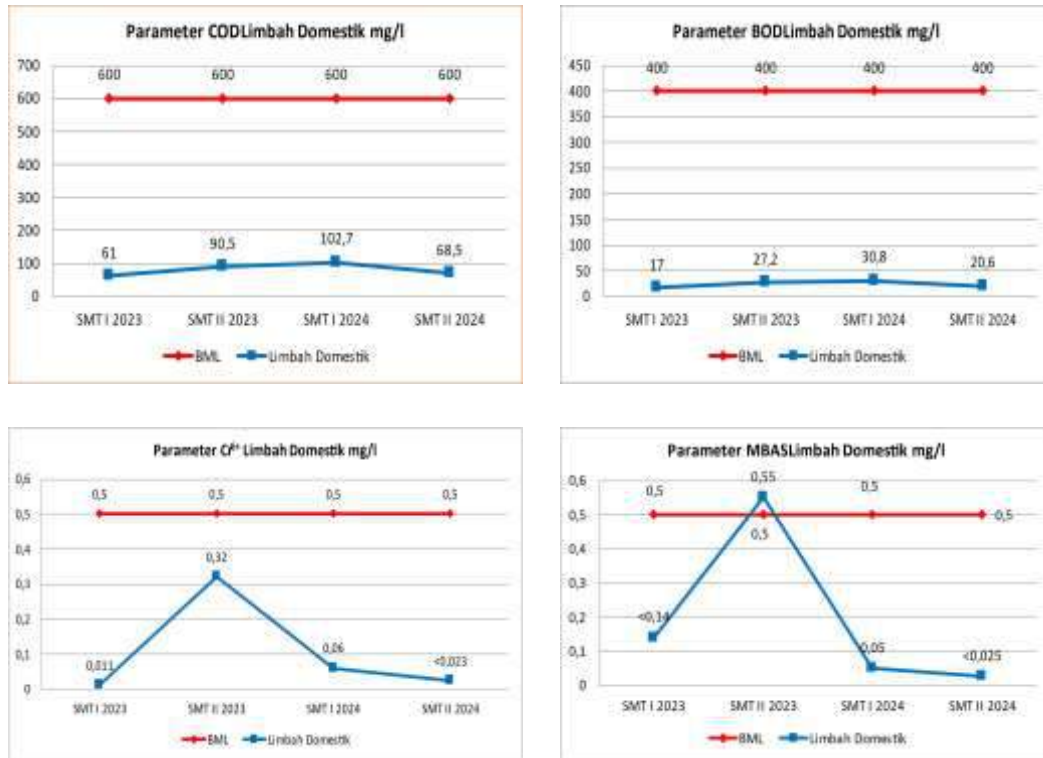 Parameter CODLimbah Domestik mg/l
700
600 600 600 600
600
500
400
300
200
102,7
90,5
61 68,5
100
0
SMT I 2023 SMT II 2023 SMT I 2024 SMT II 2024
BML Limbah Domestik
Parameter BODLimbah Domestik mg/l
450
400 400 400 400
400
350
300
250
200
150
100
50
17 27,2 30,8 20,6
0
SMT I 2023 SMT II 2023 SMT I 2024 SMT II 2024
BML Limbah Domestik
Parameter Cr⁶⁺ Limbah Domestik mg/l
0,6
0,5 0,5 0,5 0,5
0,5
0,4
0,32
0,3
0,2
0,1
0,011 0,06 <0,023
0
SMT I 2023 SMT II 2023 SMT I 2024 SMT II 2024
BML Limbah Domestik
Parameter MBASLimbah Domestik mg/l
0,6
0,5 0,55 0,5
0,5 0,5
0,5
0,4
0,3
0,2
<0,14
0,1
0,05 <0,025
0
SMT I 2023 SMT II 2023 SMT I 2024 SMT II 2024
BML Limbah Domestik